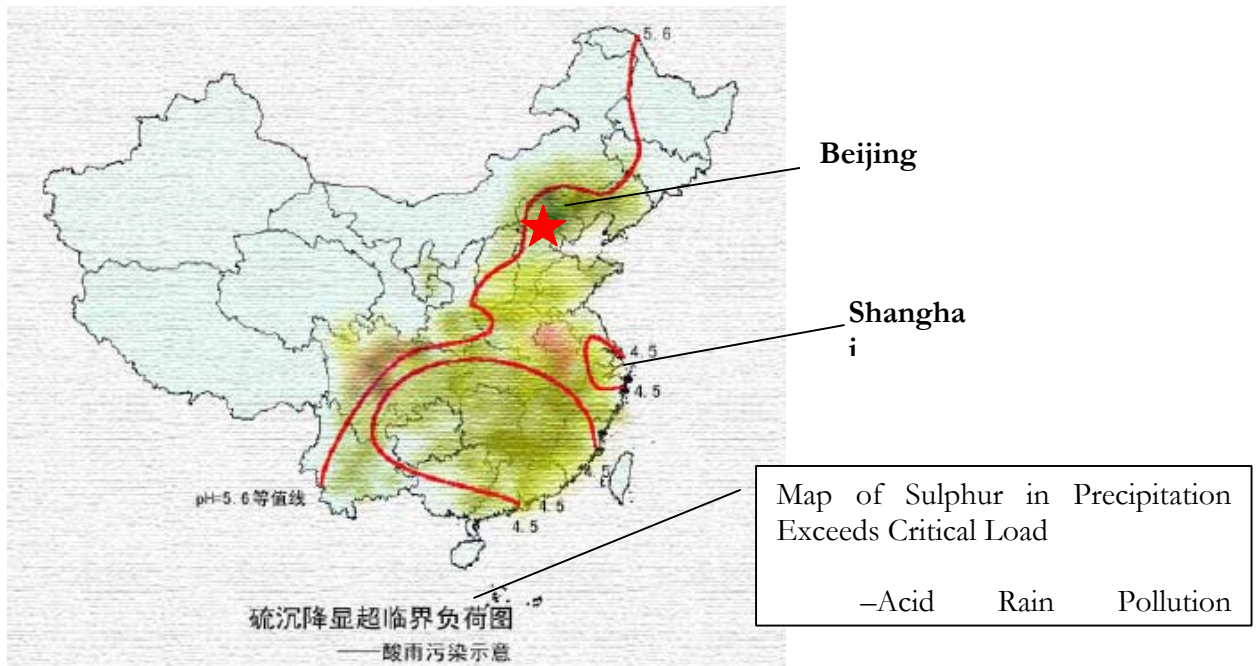 5.6
Beijing
Shangha
i
4.5
4.5
4.5
pH=5.6等值线
4.5
4.5
Map of Sulphur in Precipitation
Exceeds Critical Load
–Acid Rain Pollution
硫沉降显超临界负荷图
——酸雨污染示意